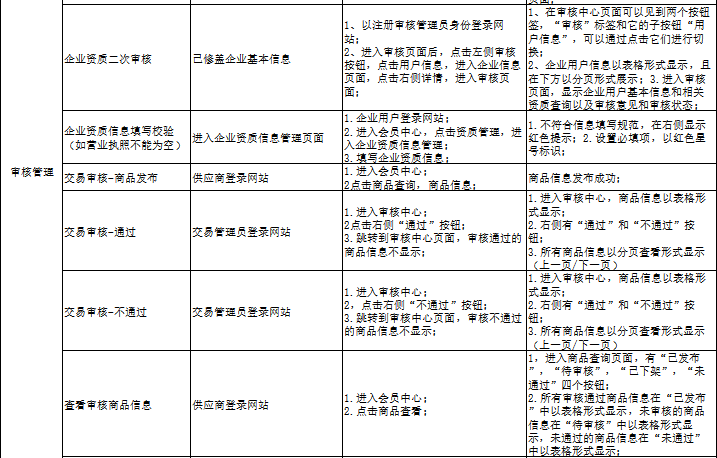 页面；
企业资质二次审核
已修盖企业基本信息
1、以注册审核管理员身份登录网
站；
2、进入审核页面后，点击左侧审核
按钮，点击用户信息，进入企业信息
页面，点击右侧详情，进入审核页
面；
1、在审核中心页面可以见到两个按钮
签，“审核”标签和它的子按钮“用
户信息”，可以通过点击它们进行切
换；
2、企业用户信息以表格形式显示，且
在下方以分页形式展示；3.进入审核
页面，显示企业用户基本信息和相关
资质查询以及审核意见和审核状态；
企业资质信息填写校验
（如营业执照不能为空）
进入企业资质信息管理页面
1.企业用户登录网站；
2.进入会员中心，点击资质管理，进
入企业资质信息管理；
3.填写企业资质信息；
1.不符合信息填写规范，在右侧显示
红色提示；2.设置必填项，以红色星
号标识；
审核管理
交易审核-商品发布
供应商登录网站
1.进入会员中心；
2点击商品查询，商品信息；
商品信息发布成功；
交易审核-通过
交易管理员登录网站
1.进入审核中心；
2点击右侧“通过”按钮；
3.跳转到审核中心页面，审核通过的
商品信息不显示；
1.进入审核中心，商品信息以表格形
式显示；
2.右侧有“通过”和“不通过”按
钮；
3.所有商品信息以分页查看形式显示
（上一页/下一页）
交易审核-不通过
交易管理员登录网站
1.进入审核中心；
2，点击右侧“不通过”按钮；
3.跳转到审核中心页面，审核不通过
的商品信息不显示；
1.进入审核中心，商品信息以表格形
式显示；
2.右侧有“通过”和“不通过”按
钮；
3.所有商品信息以分页查看形式显示
（上一页/下一页）
查看审核商品信息
供应商登录网站
1.进入会员中心；
2.点击商品查看；
1，进入商品查询页面，有“已发布
”，“待审核”，“已下架”，“未
通过”四个按钮；
2.所有审核通过商品信息在“已发布
”中以表格形式显示，未审核的商品
信息在“待审核”中以表格形式显
示，未通过的商品信息在“未通过”
中以表格形式显示；